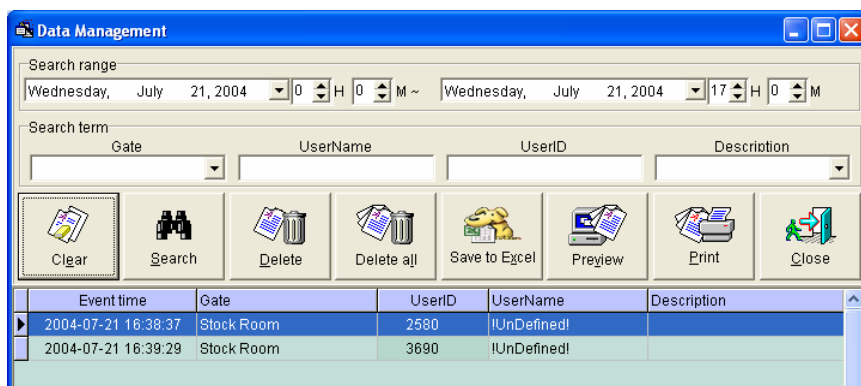 Data Management
Search range
Wednesday, July 21, 2004 0 H 0 M ~ Wednesday, July 21, 2004 17 H 0 M
Search term
Gate UserName UserID Description
Clear Search Delete Delete all Save to Excel Preview Print Close
Event time Gate UserID UserName Description
2004-07-21 16:38:37 Stock Room 2580 !UnDefined!
2004-07-21 16:39:29 Stock Room 3690 !UnDefined!